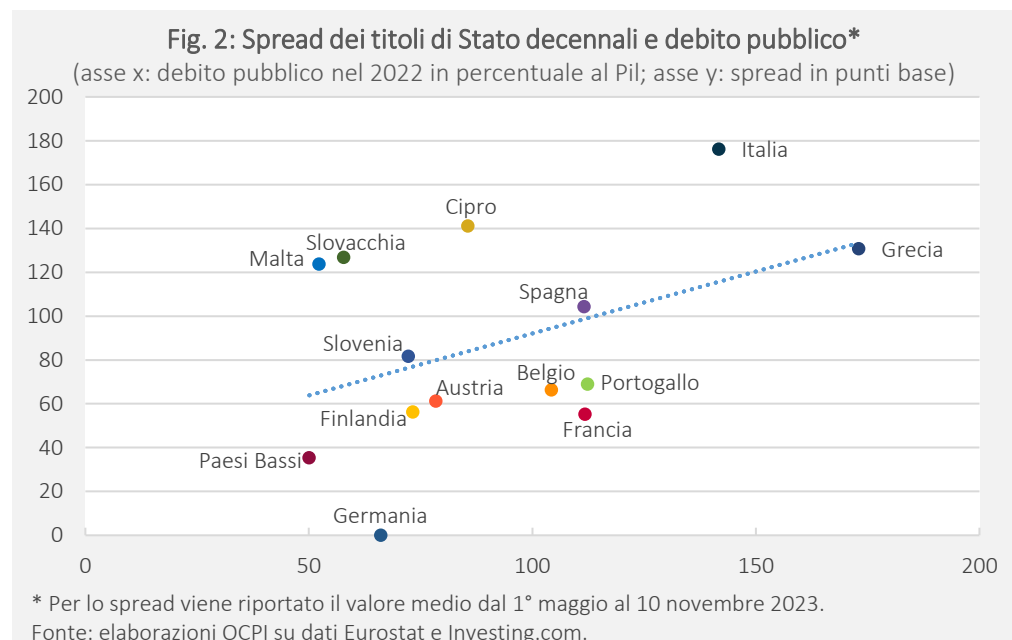 Fig. 2: Spread dei titoli di Stato decennali e debito pubblico*
(asse x: debito pubblico nel 2022 in percentuale al Pil; asse y: spread in punti base)
200
180
Italia
160
Cipro
140
Slovacchia
Malta
Grecia
120
Spagna
100
Slovenia
80
Belgio
Portogallo
Austria
60
Finlandia
Francia
40
Paesi Bassi
20
Germania
0
0 50 100 150 200
* Per lo spread viene riportato il valore medio dal 1° maggio al 10 novembre 2023.
Fonte: elaborazioni OCPI su dati Eurostat e Investing.com.